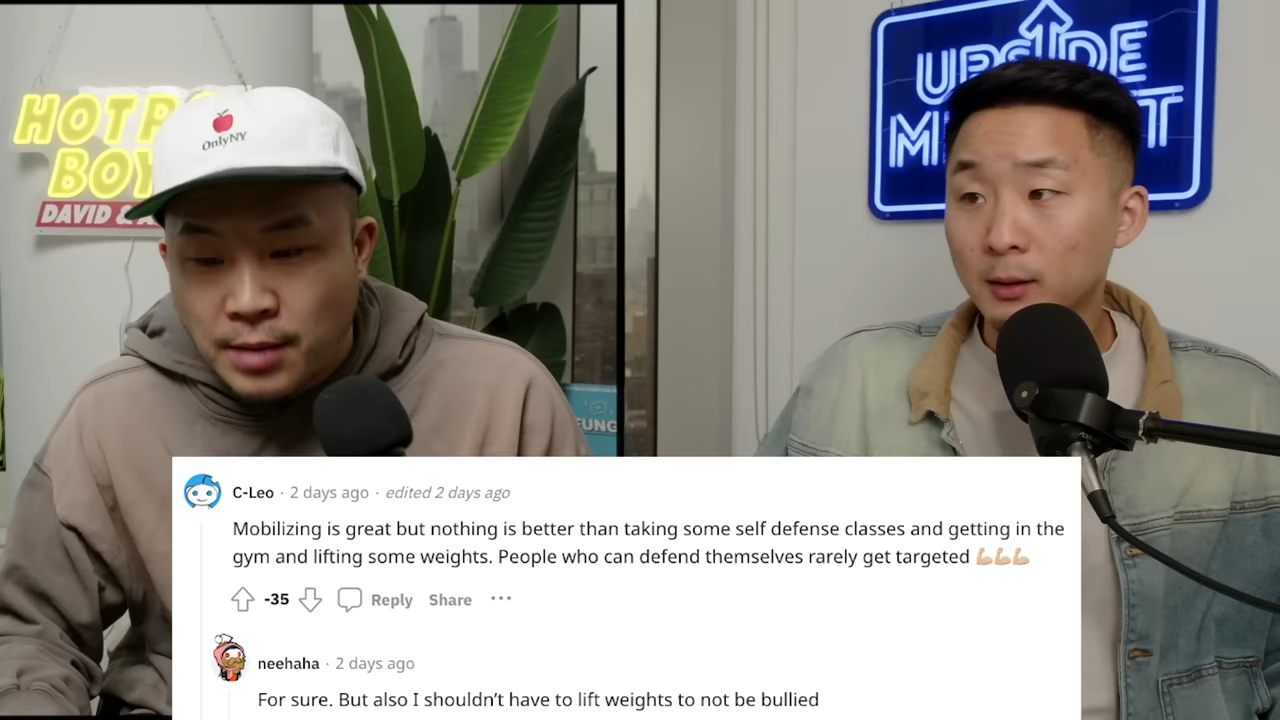 HOT
BOY
DAVID &
OnlyNY
UPSIDE
FUNG
C-Leo · 2 days ago · edited 2 days ago
Mobilizing is great but nothing is better than taking some self defense classes and getting in the
gym and lifting some weights. People who can defend themselves rarely get targeted 💪🏼💪🏼💪🏼
-35 Reply Share ···
neehaha · 2 days ago
For sure. But also I shouldn’t have to lift weights to not be bullied